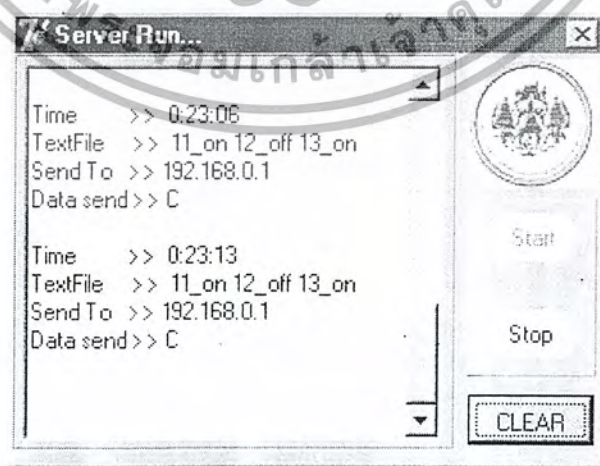 Server Run...
Time >> 0:23:06
TextFile >> 11_on 12_off 13_on
Send To >> 192.168.0.1
Data send >> C
Time >> 0:23:13
TextFile >> 11_on 12_off 13_on
Send To >> 192.168.0.1
Data send >> C
Start
Stop
CLEAR